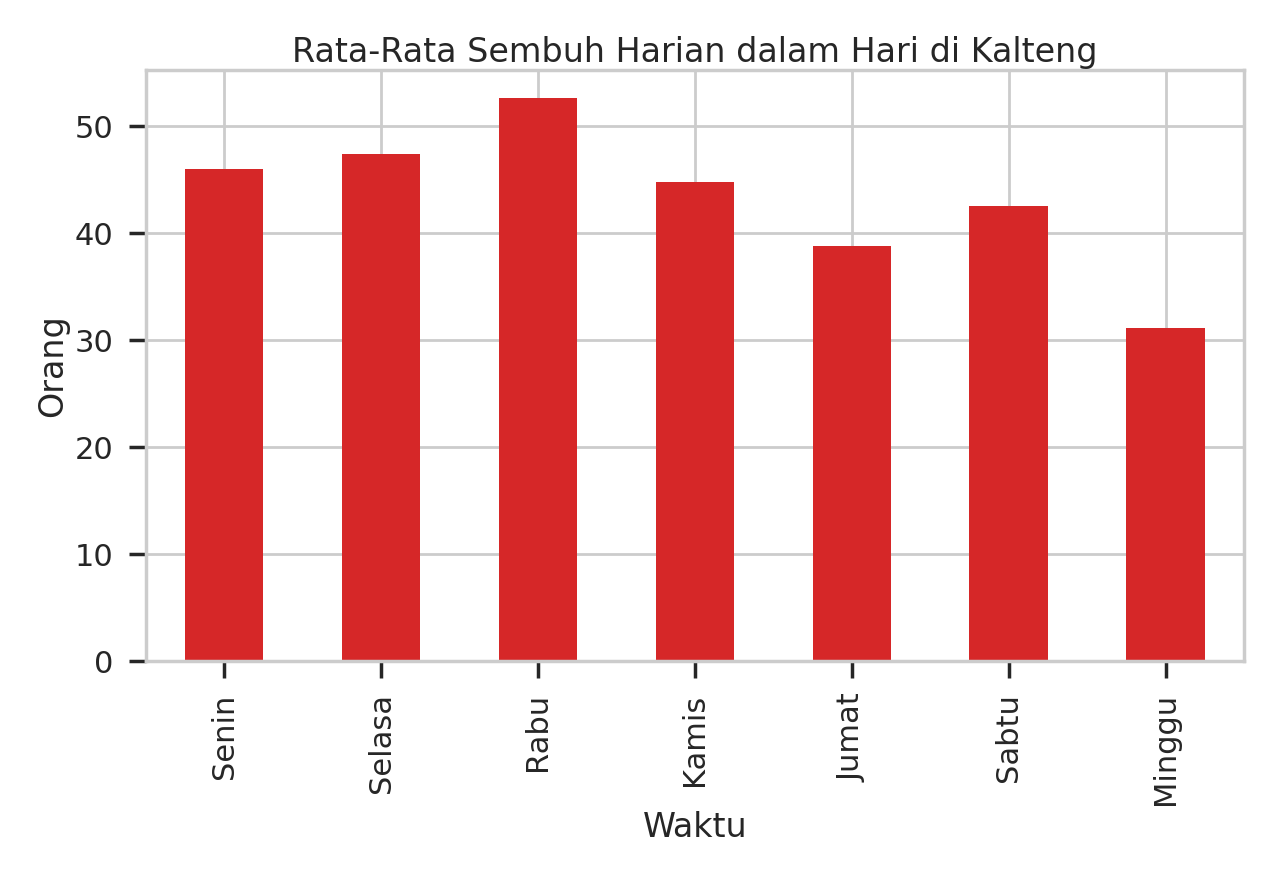 Rata-Rata Sembuh Harian dalam Hari di Kalteng
Orang
50
40
30
20
10
0
Senin
Selasa
Rabu
Kamis
Jumat
Sabtu
Minggu
Waktu